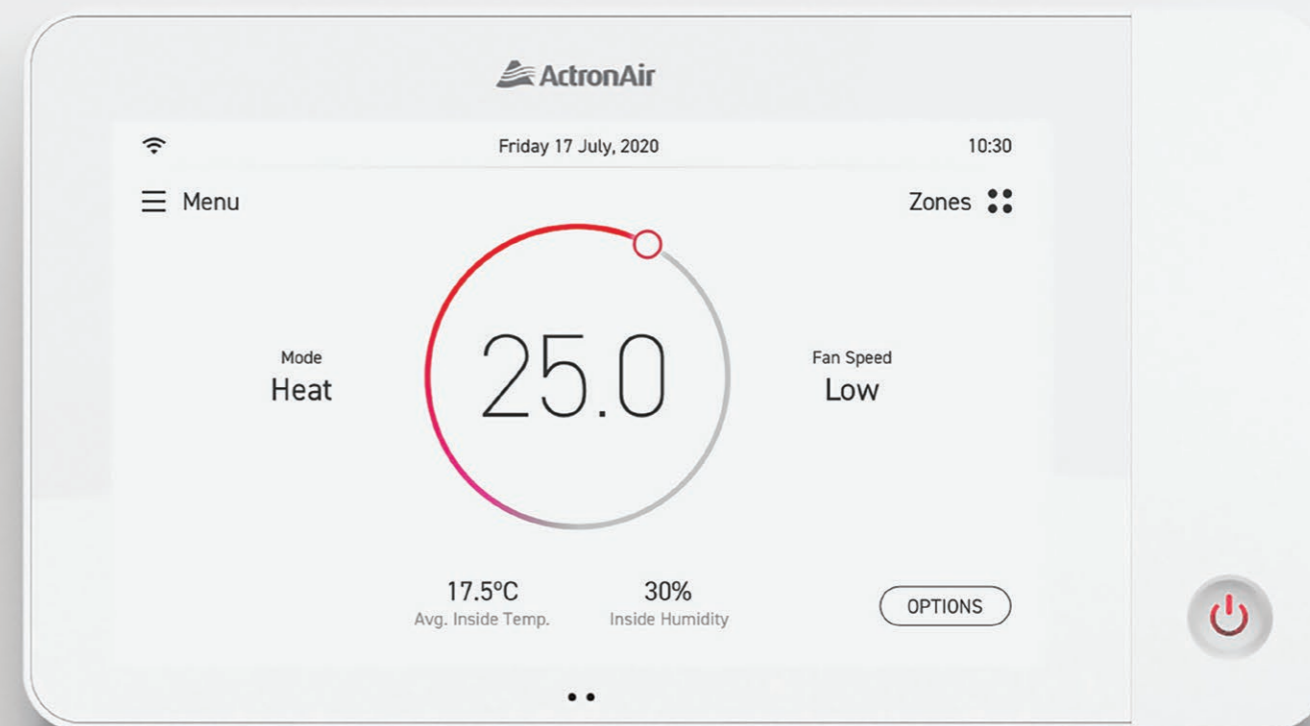 ActronAir
Friday 17 July, 2020
10:30
Menu
Zones
Mode
Heat
25.0
Fan Speed
Low
17.5ºC
Avg. Inside Temp.
30%
Inside Humidity
OPTIONS